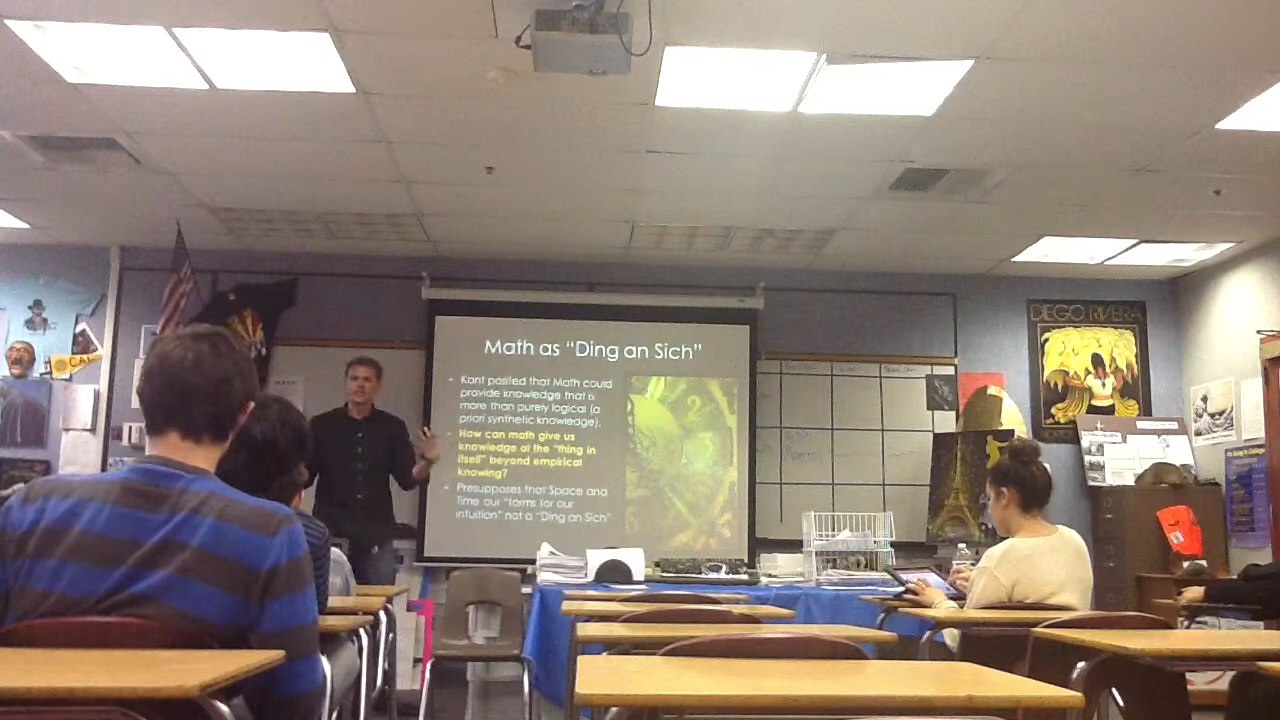 Math as "Ding an Sich"
Kant posited that Math could
provide knowledge that is
more than purely logical (a
priori synthetic knowledge).
How can math give us
knowledge of the "thing in
itself" beyond empirical
knowing?
Presupposes that Space and
Time our "forms for our
intuition" not a "Ding an Sich"
2
DIEGO RIVERA
CAL